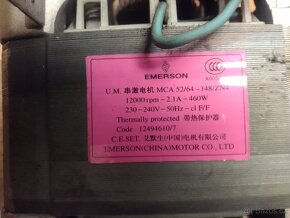 EMERSON
U.M. 串激电机 MCA 52/64-148/ZN4
12000rpm-2.1A-460W
230-240V-50Hz-cl F/F
Thermally protected 带热保护器
Code 12494610/7
C.E.SET. 艾默生(中国)电机有限公司
EMERSON(CHINA)MOTOR CO., LTD